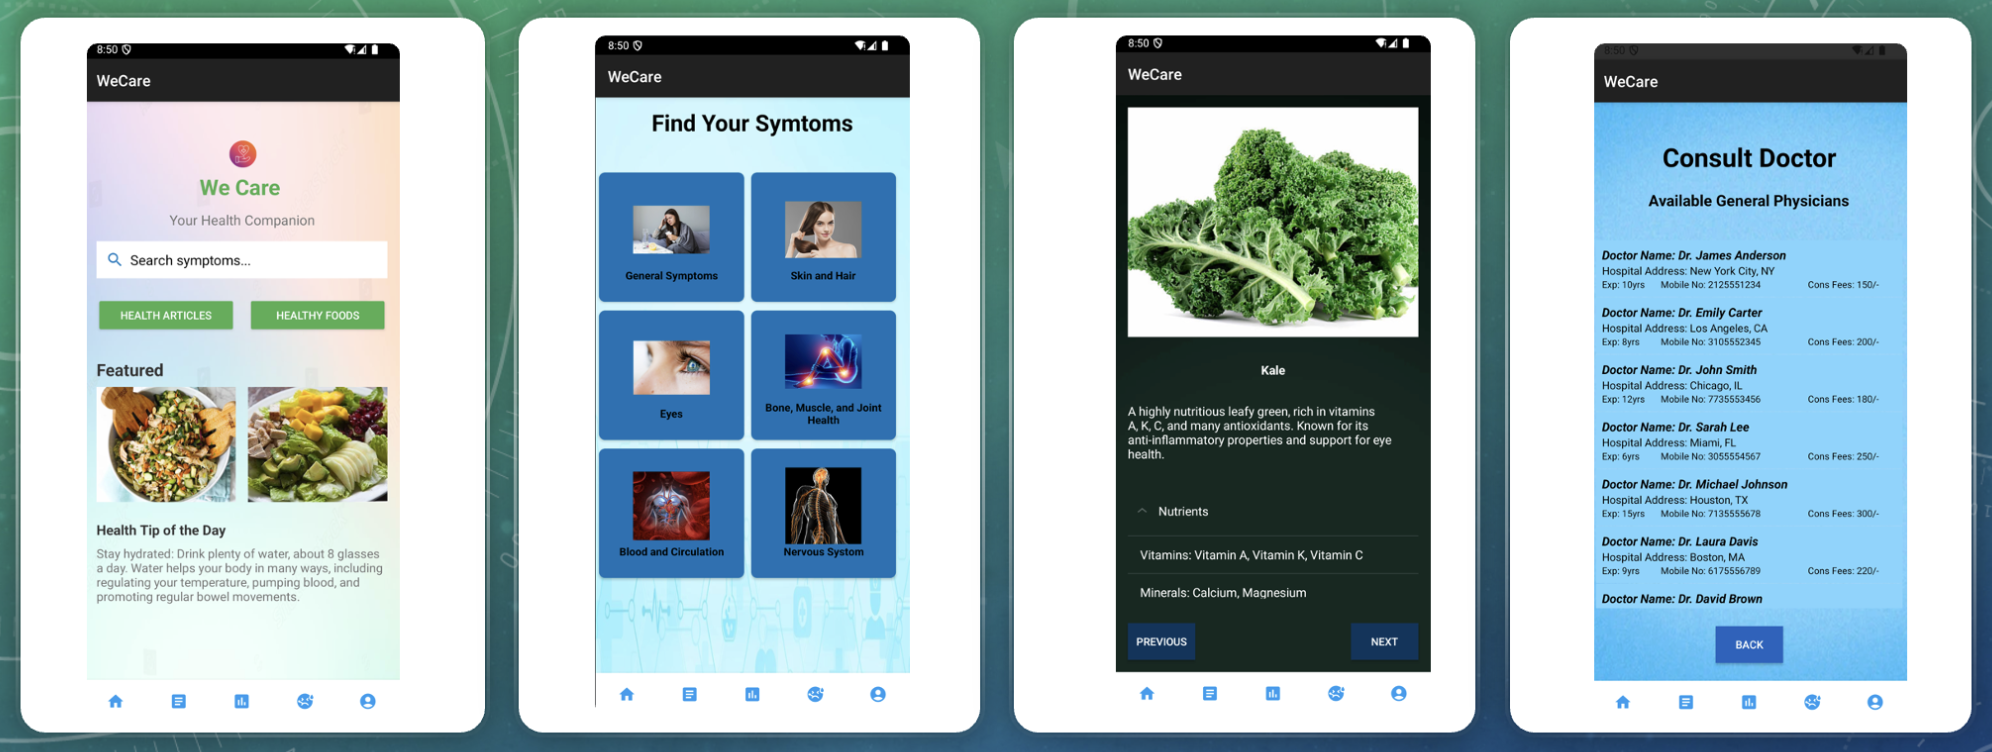 8:50
WeCare
We Care
Your Health Companion
Search symptoms...
HEALTH ARTICLES
HEALTHY FOODS
Featured
Health Tip of the Day
Stay hydrated: Drink plenty of water, about 8 glasses
a day. Water helps your body in many ways, including
regulating your temperature, pumping blood, and
promoting regular bowel movements.
8:50
WeCare
Find Your Symtoms
General Symptoms
Skin and Hair
Eyes
Bone, Muscle, and Joint
Health
Blood and Circulation
Nervous Systom
8:50
WeCare
Kale
A highly nutritious leafy green, rich in vitamins
A, K, C, and many antioxidants. Known for its
anti-inflammatory properties and support for eye
health.
Nutrients
Vitamins: Vitamin A, Vitamin K, Vitamin C
Minerals: Calcium, Magnesium
PREVIOUS
NEXT
8:50
WeCare
Consult Doctor
Available General Physicians
Doctor Name: Dr. James Anderson
Hospital Address: New York City, NY
Exp: 10yrs Mobile No: 2125551234 Cons Fees: 150/-
Doctor Name: Dr. Emily Carter
Hospital Address: Los Angeles, CA
Exp: 8yrs Mobile No: 3105552345 Cons Fees: 200/-
Doctor Name: Dr. John Smith
Hospital Address: Chicago, IL
Exp: 12yrs Mobile No: 7735553456 Cons Fees: 180/-
Doctor Name: Dr. Sarah Lee
Hospital Address: Miami, FL
Exp: 6yrs Mobile No: 3055554567 Cons Fees: 250/-
Doctor Name: Dr. Michael Johnson
Hospital Address: Houston, TX
Exp: 15yrs Mobile No: 7135555678 Cons Fees: 300/-
Doctor Name: Dr. Laura Davis
Hospital Address: Boston, MA
Exp: 9yrs Mobile No: 6175556789 Cons Fees: 220/-
Doctor Name: Dr. David Brown
BACK